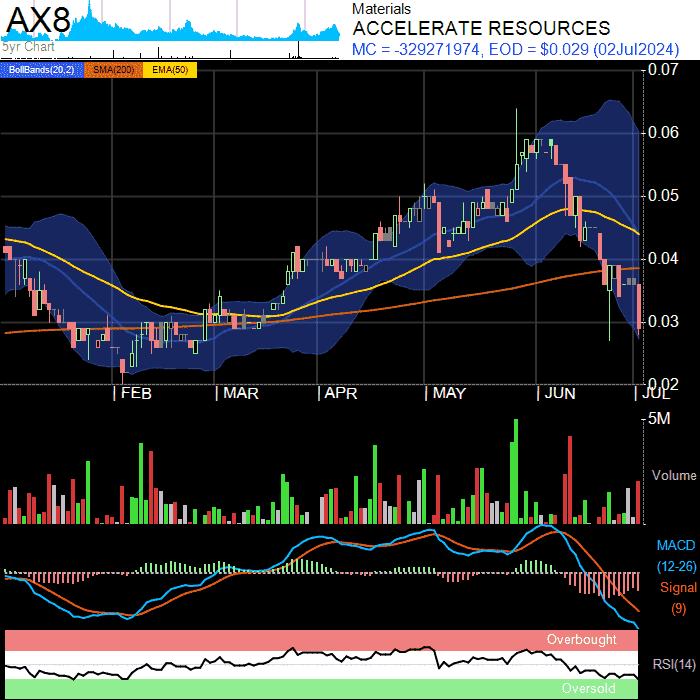 AX8
5yr Chart
Materials
ACCELERATE RESOURCES
MC = -329271974, EOD = $0.029 (02Jul2024)
BollBands(20,2) SMA(200) EMA(50)
0.07
0.06
0.05
0.04
0.03
0.02
FEB MAR APR MAY JUN JUL
5M
Volume
MACD
(12-26)
Signal
(9)
Overbought
RSI(14)
Oversold